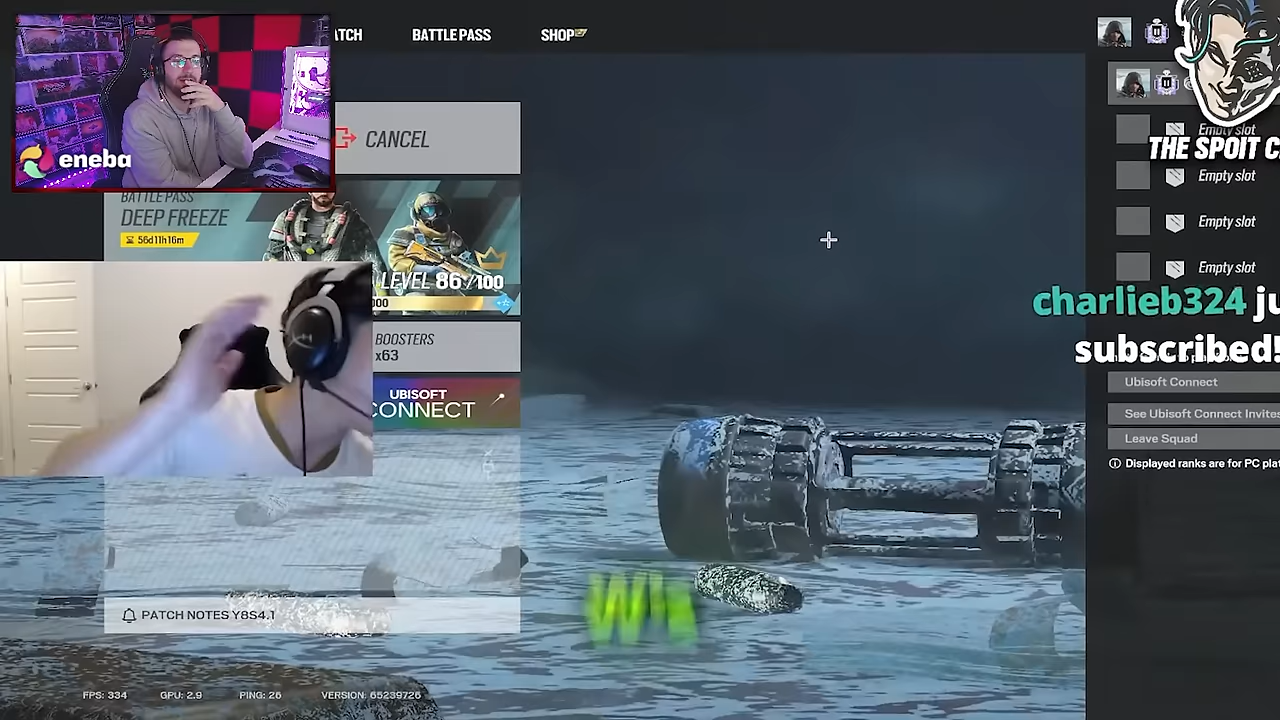 ATCH
BATTLE PASS
SHOP
eneba
CANCEL
BATTLE PASS
DEEP FREEZE
56d11h16m
LEVEL 86/100
000
BOOSTERS
x63
UBISOFT
CONNECT
PATCH NOTES Y8S4.1
FPS: 334
GPU: 2.9
PING: 26
VERSION: 65239726
WI
THE SPOIT C
Empty slot
Empty slot
Empty slot
Empty slot
charlieb324 ju
subscribed!
Ubisoft Connect
See Ubisoft Connect Invites
Leave Squad
Displayed ranks are for PC plat